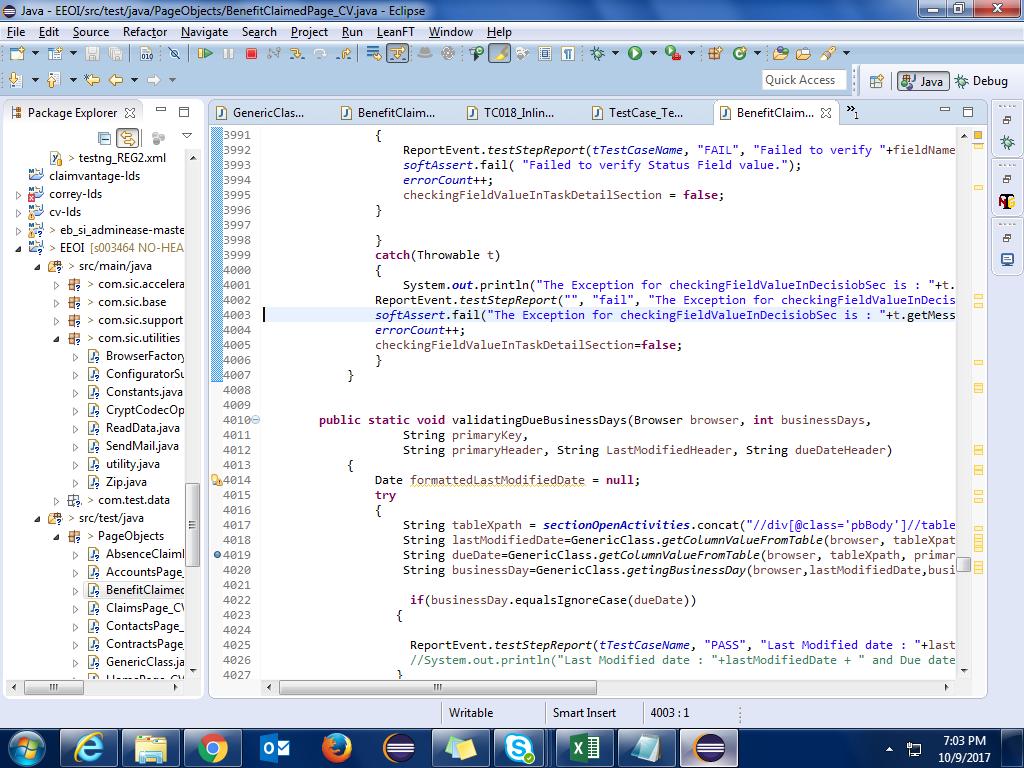 Java - EEOI/src/test/java/PageObjects/BenefitClaimedPage_CV.java - Eclipse
File Edit Source Refactor Navigate Search Project Run LeanFT Window Help
Quick Access Java Debug
Package Explorer
> testng_REG2.xml
claimvantage-lds
correy-lds
cv-lds
> eb_si_adminease-maste
> EEOI [s003464 NO-HEA
> src/main/java
> com.sic.accelera
> com.sic.base
> com.sic.support
> com.sic.utilities
BrowserFactory
ConfiguratorSu
Constants.java
CryptCodecOp
ReadData.java
SendMail.java
utility.java
Zip.java
> com.test.data
> src/test/java
> PageObjects
AbsenceClaiml
AccountsPage_
BenefitClaimed
ClaimsPage_CV
ContactsPage_
ContractsPage_
GenericClass.ja
GenericClas... BenefitClaim... TC018_Inlin... TestCase_Te... BenefitClaim... »1
3991 {
3992 ReportEvent.testStepReport(tTestCaseName, "FAIL", "Failed to verify "+fieldName
3993 softAssert.fail( "Failed to verify Status Field value.");
3994 errorCount++;
3995 checkingFieldValueInTaskDetailSection = false;
3996 }
3997
3998 }
3999 catch(Throwable t)
4000 {
4001 System.out.println("The Exception for checkingFieldValueInDecisiobSec is : "+t.
4002 ReportEvent.testStepReport("", "fail", "The Exception for checkingFieldValueInDecis
4003 softAssert.fail("The Exception for checkingFieldValueInDecisiobSec is : "+t.getMess
4004 errorCount++;
4005 checkingFieldValueInTaskDetailSection=false;
4006 }
4007 }
4008
4009
4010 public static void validatingDueBusinessDays(Browser browser, int businessDays,
4011 String primaryKey,
4012 String primaryHeader, String LastModifiedHeader, String dueDateHeader)
4013 {
4014 Date formattedLastModifiedDate = null;
4015 try
4016 {
4017 String tableXpath = sectionOpenActivities.concat("//div[@class='pbBody']//table
4018 String lastModifiedDate=GenericClass.getColumnValueFromTable(browser, tableXpat
4019 String dueDate=GenericClass.getColumnValueFromTable(browser, tableXpath, primar
4020 String businessDay=GenericClass.getingBusinessDay(browser,lastModifiedDate,busi
4021
4022 if(businessDay.equalsIgnoreCase(dueDate))
4023 {
4024
4025 ReportEvent.testStepReport(tTestCaseName, "PASS", "Last Modified date : "+last
4026 //System.out.println("Last Modified date : "+lastModifiedDate + " and Due date
4027 }
Writable Smart Insert 4003 : 1
7:03 PM
10/9/2017